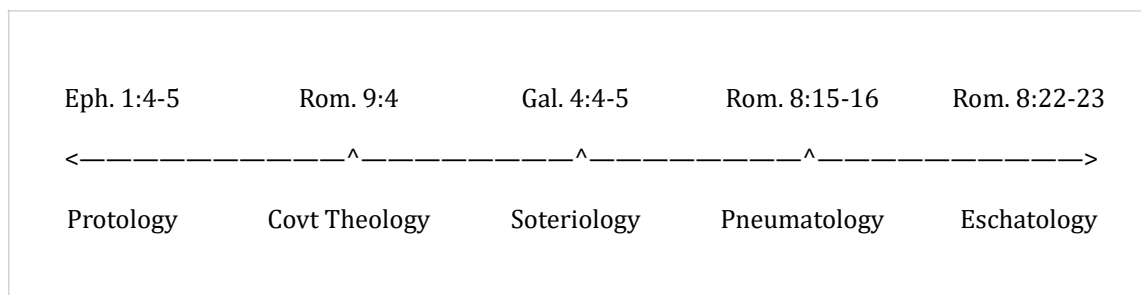 Eph. 1:4-5 Rom. 9:4 Gal. 4:4-5 Rom. 8:15-16 Rom. 8:22-23
<——————————^————————^————————^——————————>
Protology Covt Theology Soteriology Pneumatology Eschatology